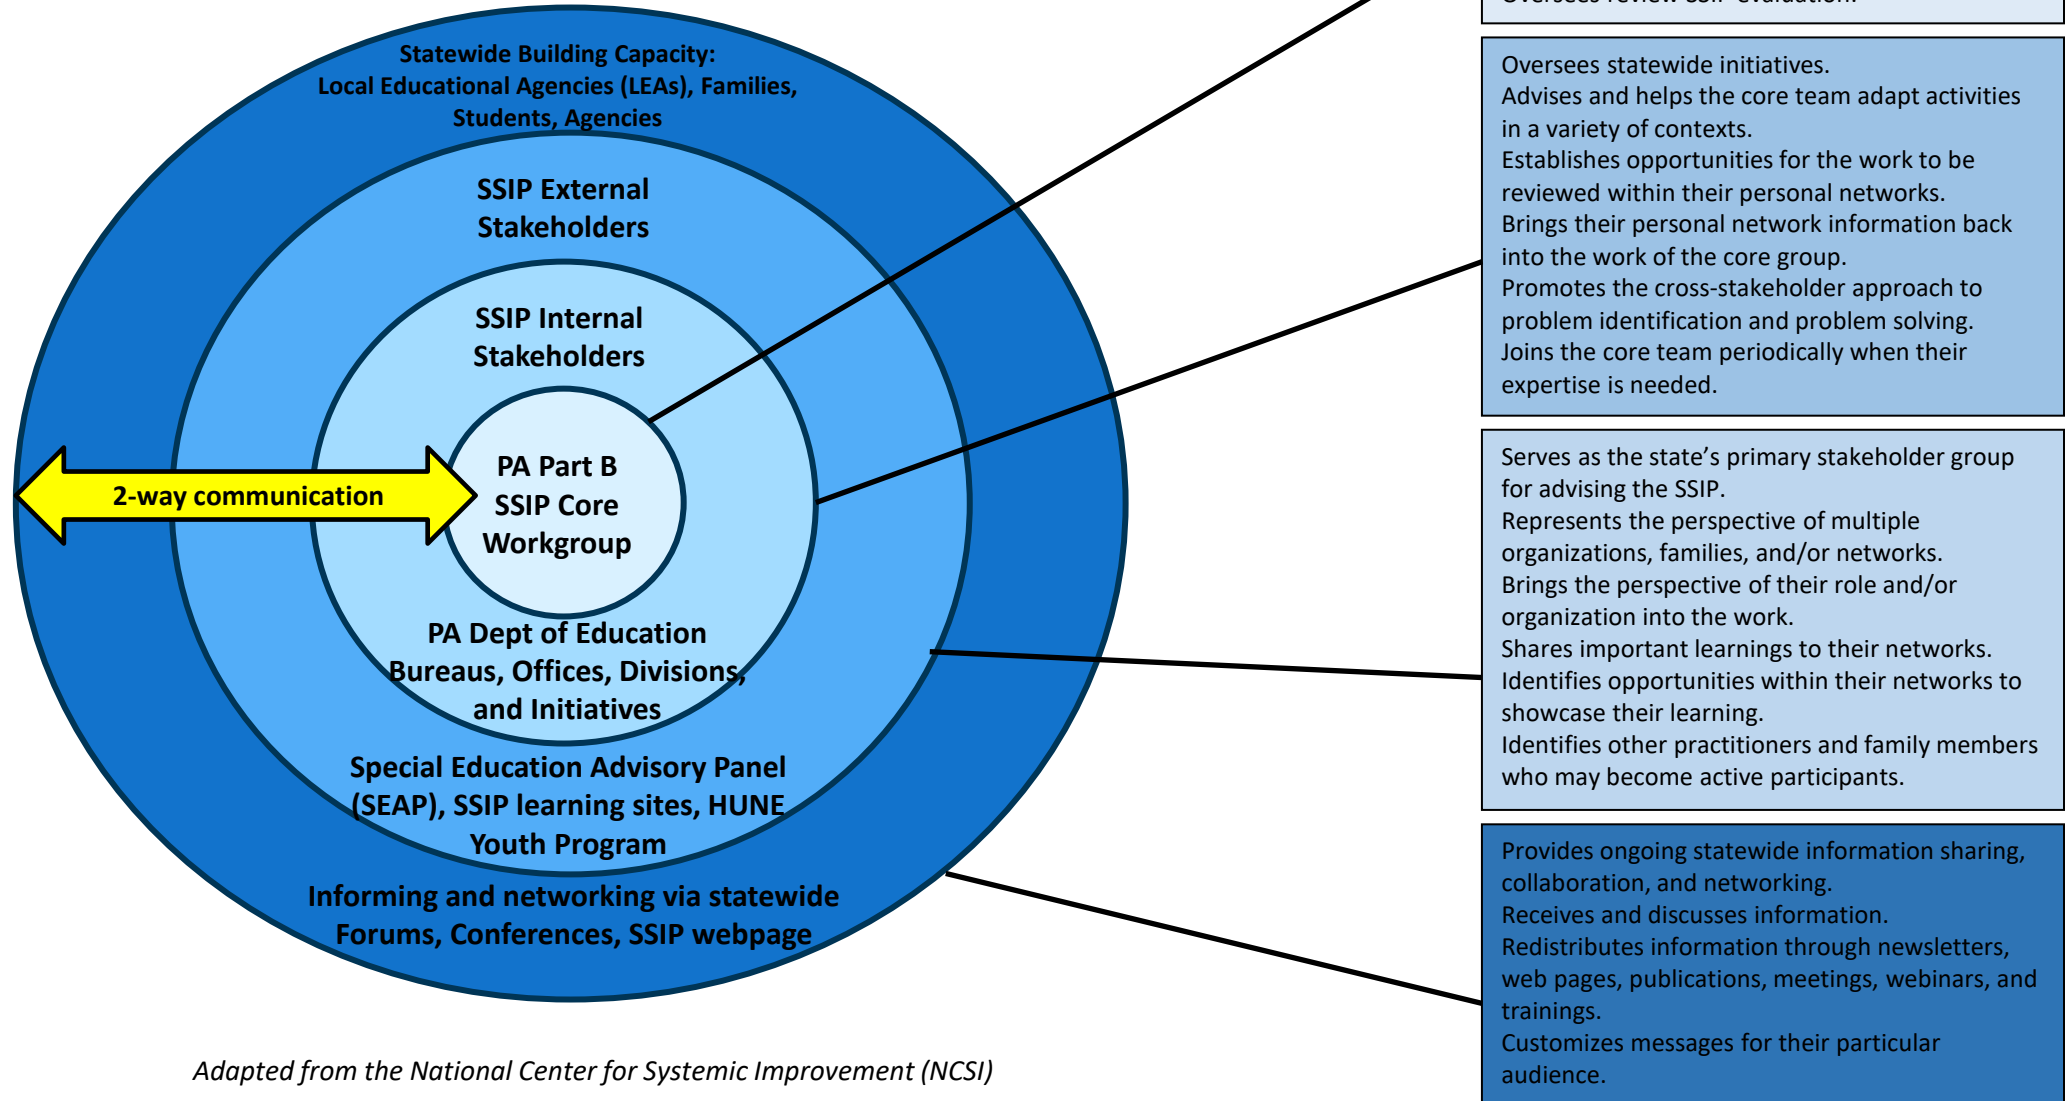 Statewide Building Capacity:
Local Educational Agencies (LEAs), Families,
Students, Agencies
SSIP External
Stakeholders
SSIP Internal
Stakeholders
2-way communication
PA Part B
SSIP Core
Workgroup
PA Dept of Education
Bureaus, Offices, Divisions,
and Initiatives
Special Education Advisory Panel
(SEAP), SSIP learning sites, HUNE
Youth Program
Informing and networking via statewide
Forums, Conferences, SSIP webpage
Adapted from the National Center for Systemic Improvement (NCSI)
Oversees review SSIP evaluation.
Oversees statewide initiatives.
Advises and helps the core team adapt activities
in a variety of contexts.
Establishes opportunities for the work to be
reviewed within their personal networks.
Brings their personal network information back
into the work of the core group.
Promotes the cross-stakeholder approach to
problem identification and problem solving.
Joins the core team periodically when their
expertise is needed.
Serves as the state’s primary stakeholder group
for advising the SSIP.
Represents the perspective of multiple
organizations, families, and/or networks.
Brings the perspective of their role and/or
organization into the work.
Shares important learnings to their networks.
Identifies opportunities within their networks to
showcase their learning.
Identifies other practitioners and family members
who may become active participants.
Provides ongoing statewide information sharing,
collaboration, and networking.
Receives and discusses information.
Redistributes information through newsletters,
web pages, publications, meetings, webinars, and
trainings.
Customizes messages for their particular
audience.